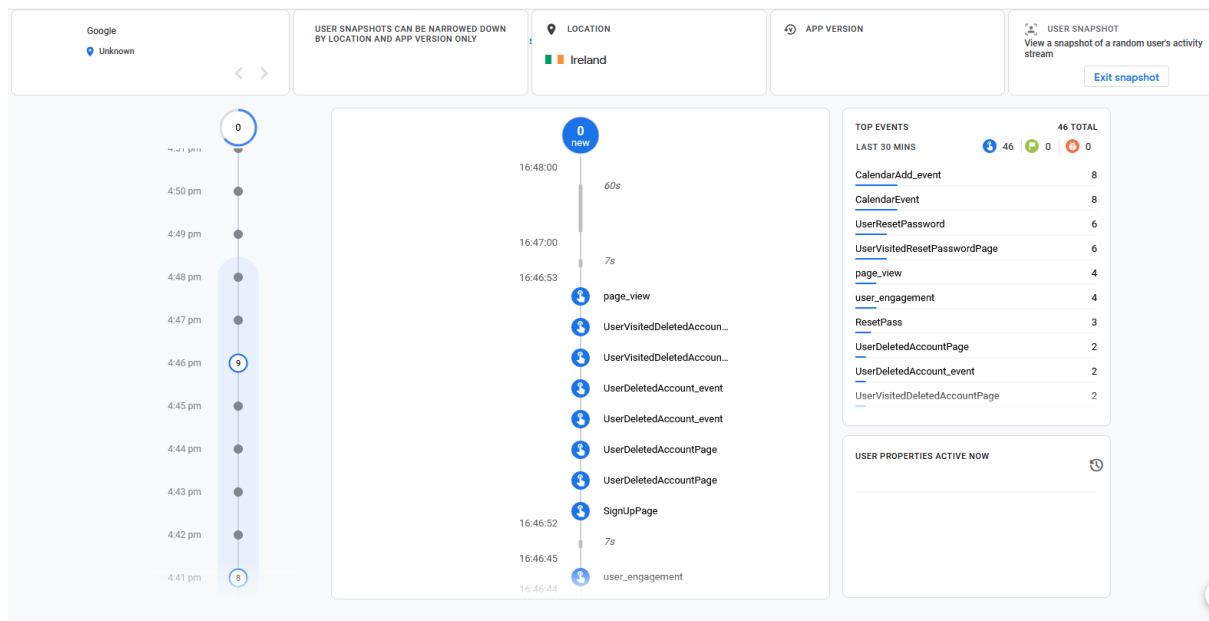 Google
Unknown
USER SNAPSHOTS CAN BE NARROWED DOWN
BY LOCATION AND APP VERSION ONLY
LOCATION
Ireland
APP VERSION
USER SNAPSHOT
View a snapshot of a random user's activity
stream
Exit snapshot
0
4:51 pm
4:50 pm
4:49 pm
4:48 pm
4:47 pm
4:46 pm
9
4:45 pm
4:44 pm
4:43 pm
4:42 pm
4:41 pm
8
0
new
16:48:00
60s
16:47:00
7s
16:46:53
page_view
UserVisitedDeletedAccoun...
UserVisitedDeletedAccoun...
UserDeletedAccount_event
UserDeletedAccount_event
UserDeletedAccountPage
UserDeletedAccountPage
SignUpPage
16:46:52
7s
16:46:45
user_engagement
16:46:44
TOP EVENTS 46 TOTAL
LAST 30 MINS 46 0 0
CalendarAdd_event 8
CalendarEvent 8
UserResetPassword 6
UserVisitedResetPasswordPage 6
page_view 4
user_engagement 4
ResetPass 3
UserDeletedAccountPage 2
UserDeletedAccount_event 2
UserVisitedDeletedAccountPage 2
USER PROPERTIES ACTIVE NOW